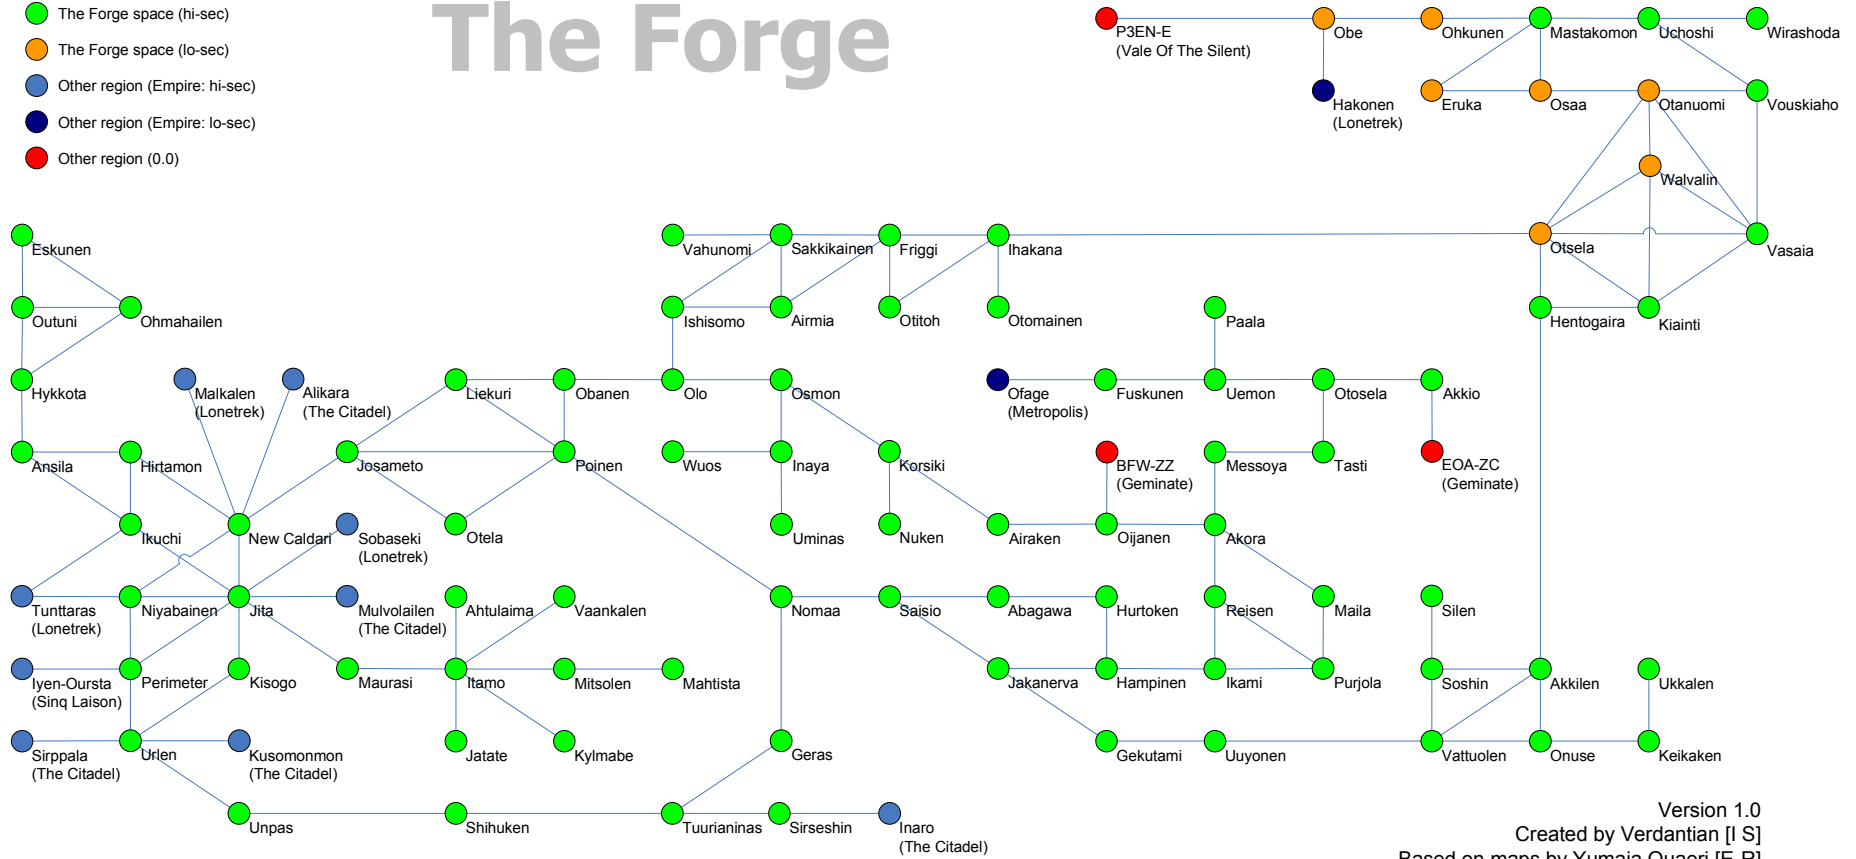 The Forge
The Forge space (hi-sec)
The Forge space (lo-sec)
Other region (Empire: hi-sec)
Other region (Empire: lo-sec)
Other region (0.0)
P3EN-E
(Vale Of The Silent)
Obe
Ohkunen
Mastakomon
Uchoshi
Wirashoda
Hakonen
(Lonetrek)
Eruka
Osaa
Otanuomi
Vouskiaho
Walvalin
Eskunen
Vahunomi
Sakkikainen
Friggi
Ihakana
Otsela
Vasaia
Outuni
Ohmahailen
Ishisomo
Airmia
Otitoh
Otomainen
Paala
Hentogaira
Kiainti
Hykkota
Malkalen
(Lonetrek)
Alikara
(The Citadel)
Liekuri
Obanen
Olo
Osmon
Ofage
(Metropolis)
Fuskunen
Uemon
Otosela
Akkio
Ansila
Hirtamon
Josameto
Poinen
Wuos
Inaya
Korsiki
BFW-ZZ
(Geminate)
Messoya
Tasti
EOA-ZC
(Geminate)
Ikuchi
New Caldari
Sobaseki
(Lonetrek)
Otela
Uminas
Nuken
Airaken
Oijanen
Akora
Tunttaras
(Lonetrek)
Niyabainen
Jita
Mulvolailen
(The Citadel)
Ahtulaima
Vaankalen
Nomaa
Saisio
Abagawa
Hurtoken
Reisen
Maila
Silen
Iyen-Oursta
(Sinq Laison)
Perimeter
Kisogo
Maurasi
Itamo
Mitsolen
Mahtista
Jakanerva
Hampinen
Ikami
Purjola
Soshin
Akkilen
Ukkalen
Sirppala
(The Citadel)
Urlen
Kusomonmon
(The Citadel)
Jatate
Kylmabe
Geras
Gekutami
Uuyonen
Vattuolen
Onuse
Keikaken
Unpas
Shihuken
Tuurianinas
Sirseshin
Inaro
(The Citadel)
Version 1.0
Created by Verdantian [I S]
Based on maps by Yumaia